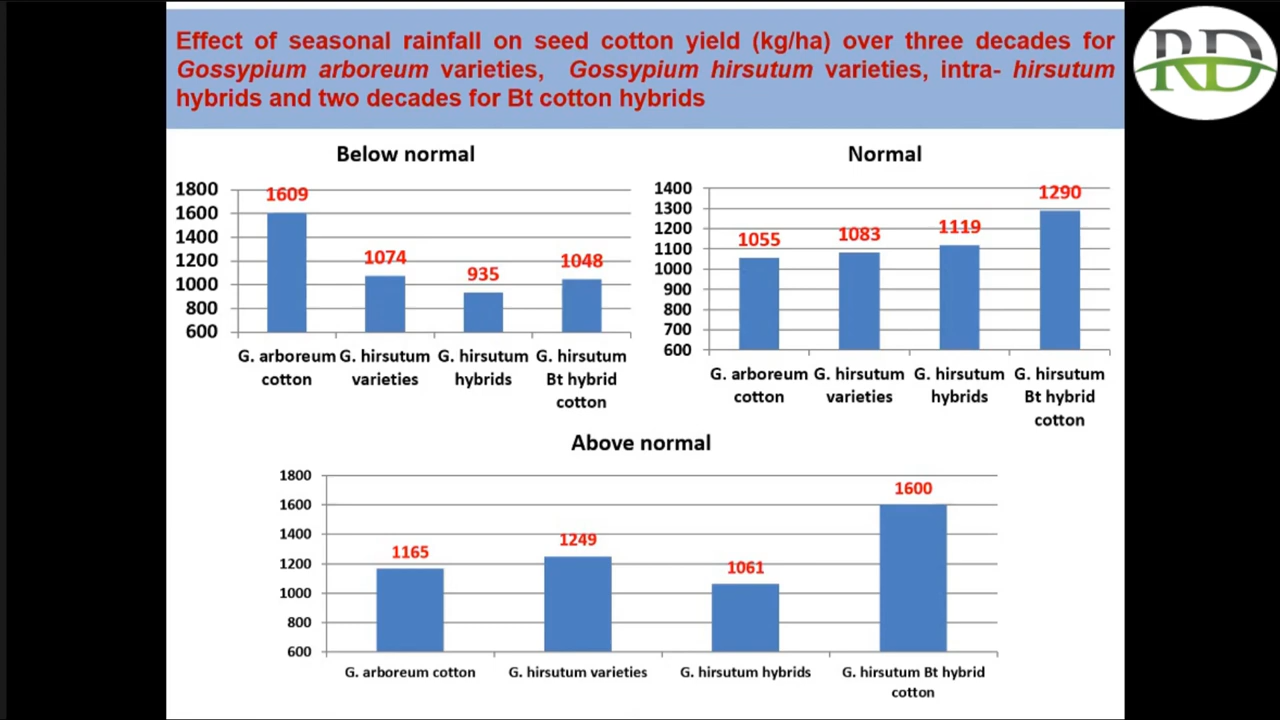 Effect of seasonal rainfall on seed cotton yield (kg/ha) over three decades for
Gossypium arboreum varieties, Gossypium hirsutum varieties, intra- hirsutum
hybrids and two decades for Bt cotton hybrids
RD
Below normal
1800
1600
1400
1200
1000
800
600
1609
1074
935
1048
G. arboreum cotton
G. hirsutum varieties
G. hirsutum hybrids
G. hirsutum Bt hybrid cotton
Normal
1400
1300
1200
1100
1000
900
800
700
600
1055
1083
1119
1290
G. arboreum cotton
G. hirsutum varieties
G. hirsutum hybrids
G. hirsutum Bt hybrid cotton
Above normal
1800
1600
1400
1200
1000
800
600
1165
1249
1061
1600
G. arboreum cotton
G. hirsutum varieties
G. hirsutum hybrids
G. hirsutum Bt hybrid
cotton